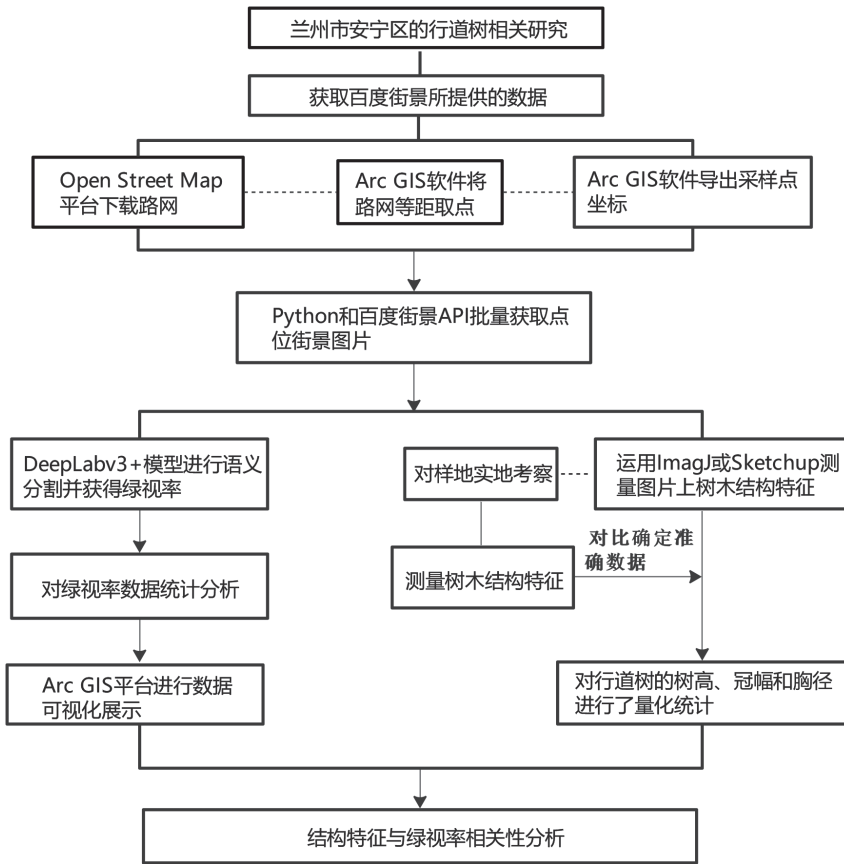 兰州市安宁区的行道树相关研究
获取百度街景所提供的数据
Open Street Map
平台下载路网
Arc GIS软件将
路网等距取点
Arc GIS软件导出采样点
坐标
Python和百度街景API批量获取点
位街景图片
DeepLabv3+模型进行语义
分割并获得绿视率
对样地实地考察
运用ImagJ或Sketchup测
量图片上树木结构特征
对比确定准
确数据
对绿视率数据统计分析
测量树木结构特征
Arc GIS平台进行数据
可视化展示
对行道树的树高、冠幅和胸径
进行了量化统计
结构特征与绿视率相关性分析